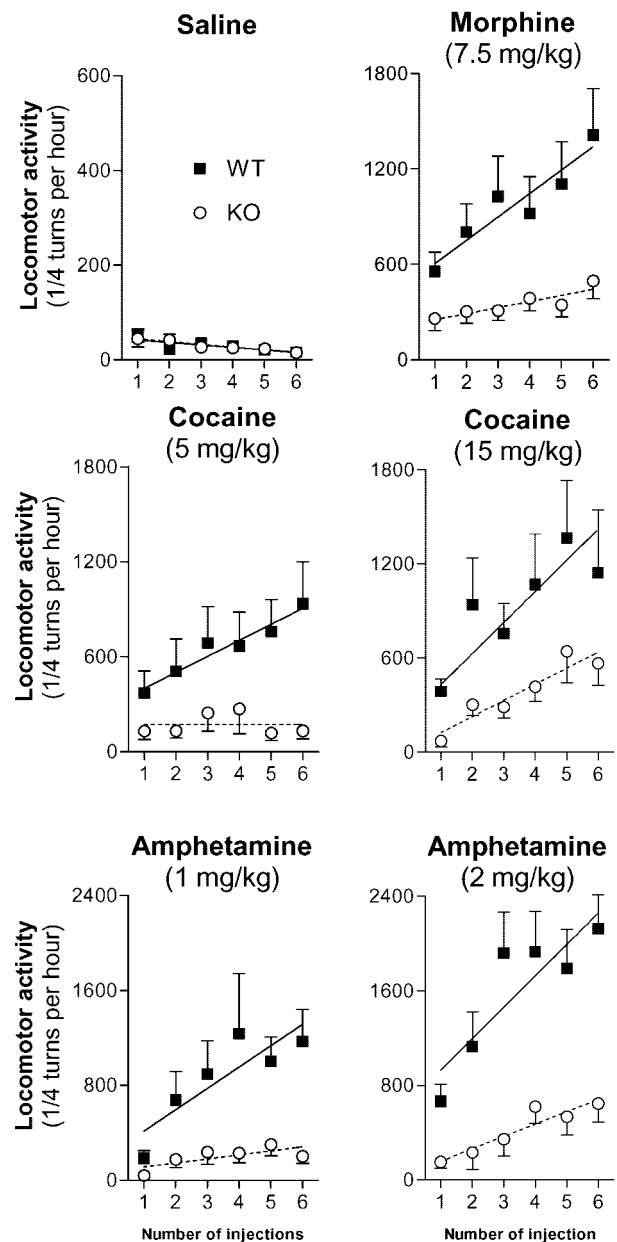 Saline
Locomotor activity
(1/4 turns per hour)
600
400
200
0
WT
KO
1 2 3 4 5 6
Morphine
(7.5 mg/kg)
1800
1200
600
0
1 2 3 4 5 6
Cocaine
(5 mg/kg)
Locomotor activity
(1/4 turns per hour)
1800
1200
600
0
1 2 3 4 5 6
Cocaine
(15 mg/kg)
1800
1200
600
0
1 2 3 4 5 6
Amphetamine
(1 mg/kg)
Locomotor activity
(1/4 turns per hour)
2400
1600
800
0
1 2 3 4 5 6
Number of injections
Amphetamine
(2 mg/kg)
2400
1600
800
0
1 2 3 4 5 6
Number of injection